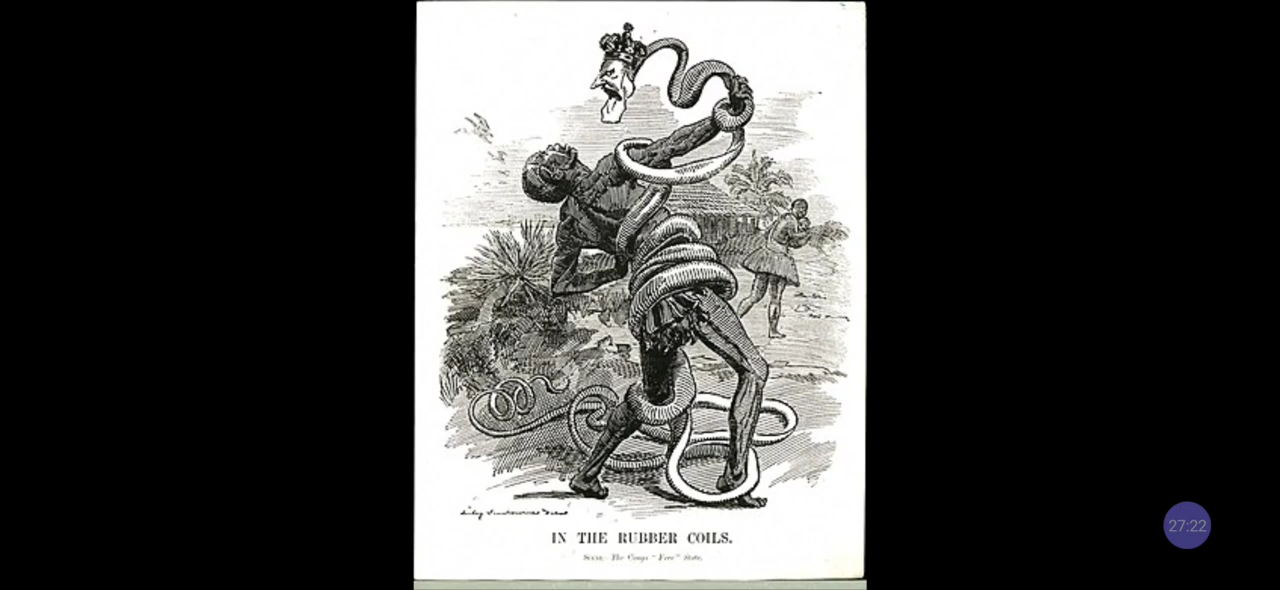 IN THE RUBBER COILS.
SCENE—The Congo "Free" State.
27:22